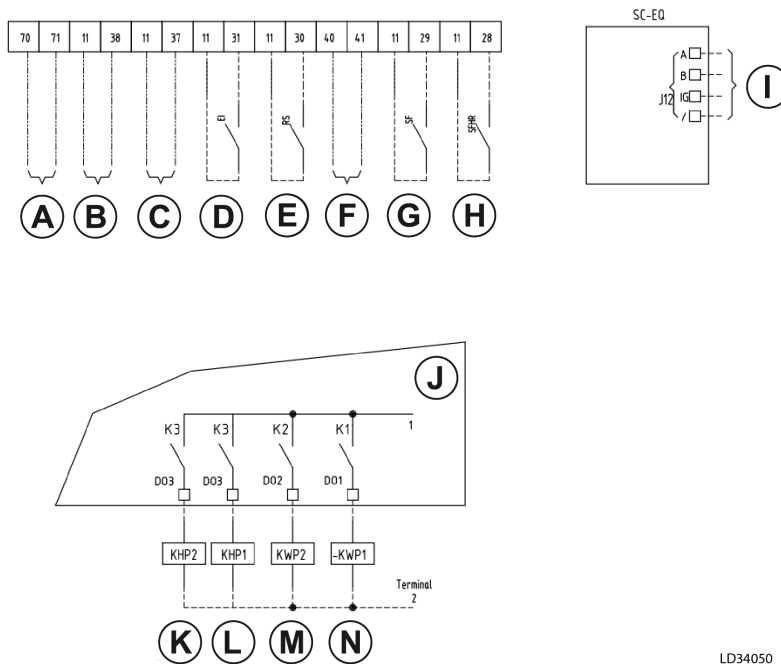 SC-EQ
70 71 11 38 11 37 11 31 11 30 40 41 11 29 11 28
A
B
J12 IG
/
I
EI RS SF SFHR
A B C D E F G H
J
K3 K3 K2 K1 1
DO3 DO3 DO2 DO1
KHP2 KHP1 KWP2 -KWP1
Terminal
2
K L M N
LD34050